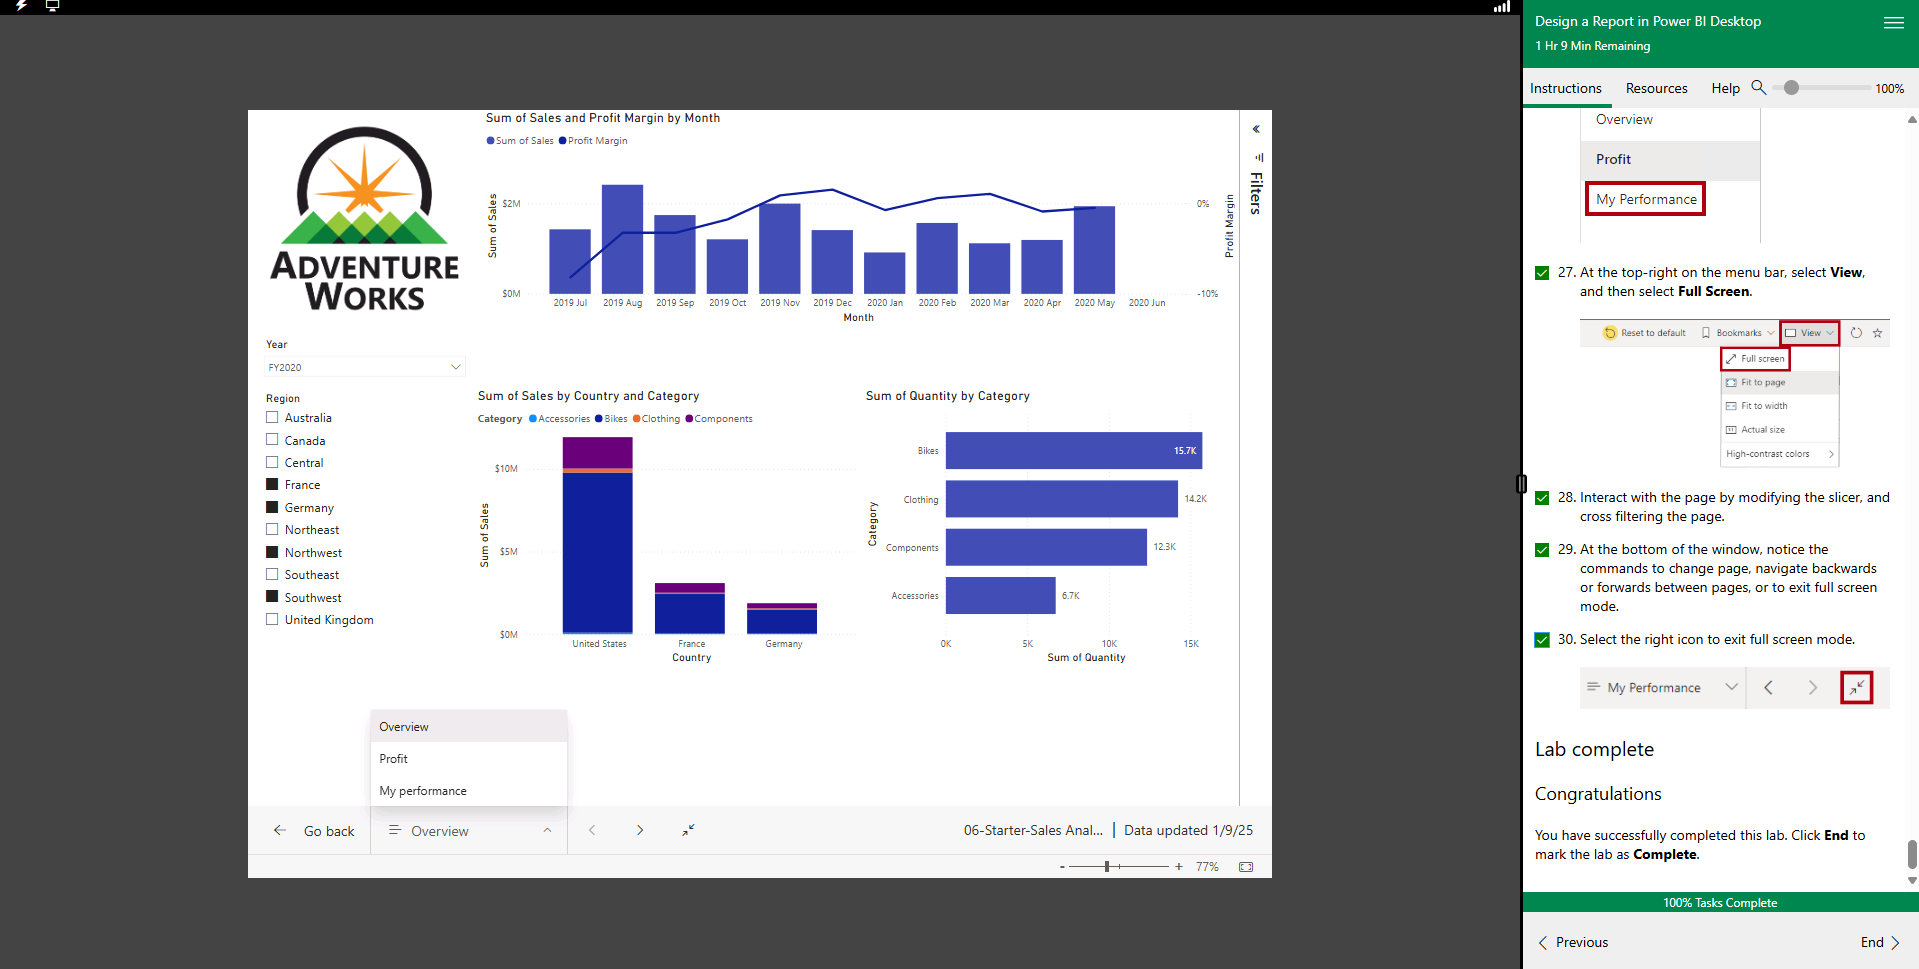 Design a Report in Power BI Desktop
1 Hr 9 Min Remaining
Instructions Resources Help 100%
Sum of Sales and Profit Margin by Month
Sum of Sales Profit Margin
Sum of Sales
$2M
$0M
0%
-10%
Profit Margin
2019 Jul 2019 Aug 2019 Sep 2019 Oct 2019 Nov 2019 Dec 2020 Jan 2020 Feb 2020 Mar 2020 Apr 2020 May 2020 Jun
Month
Filters
ADVENTURE
WORKS
Year
FY2020
Region
Australia
Canada
Central
France
Germany
Northeast
Northwest
Southeast
Southwest
United Kingdom
Sum of Sales by Country and Category
Category Accessories Bikes Clothing Components
Sum of Sales
$10M
$5M
$0M
United States France Germany
Country
Sum of Quantity by Category
Category
Bikes 15.7K
Clothing 14.2K
Components 12.3K
Accessories 6.7K
0K 5K 10K 15K
Sum of Quantity
Overview
Profit
My performance
Go back Overview 06-Starter-Sales Anal... | Data updated 1/9/25
- + 77%
Overview
Profit
My Performance
27. At the top-right on the menu bar, select View,
and then select Full Screen.
Reset to default Bookmarks View
Full screen
Fit to page
Fit to width
Actual size
High-contrast colors
28. Interact with the page by modifying the slicer, and
cross filtering the page.
29. At the bottom of the window, notice the
commands to change page, navigate backwards
or forwards between pages, or to exit full screen
mode.
30. Select the right icon to exit full screen mode.
My Performance
Lab complete
Congratulations
You have successfully completed this lab. Click End to
mark the lab as Complete.
100% Tasks Complete
Previous End